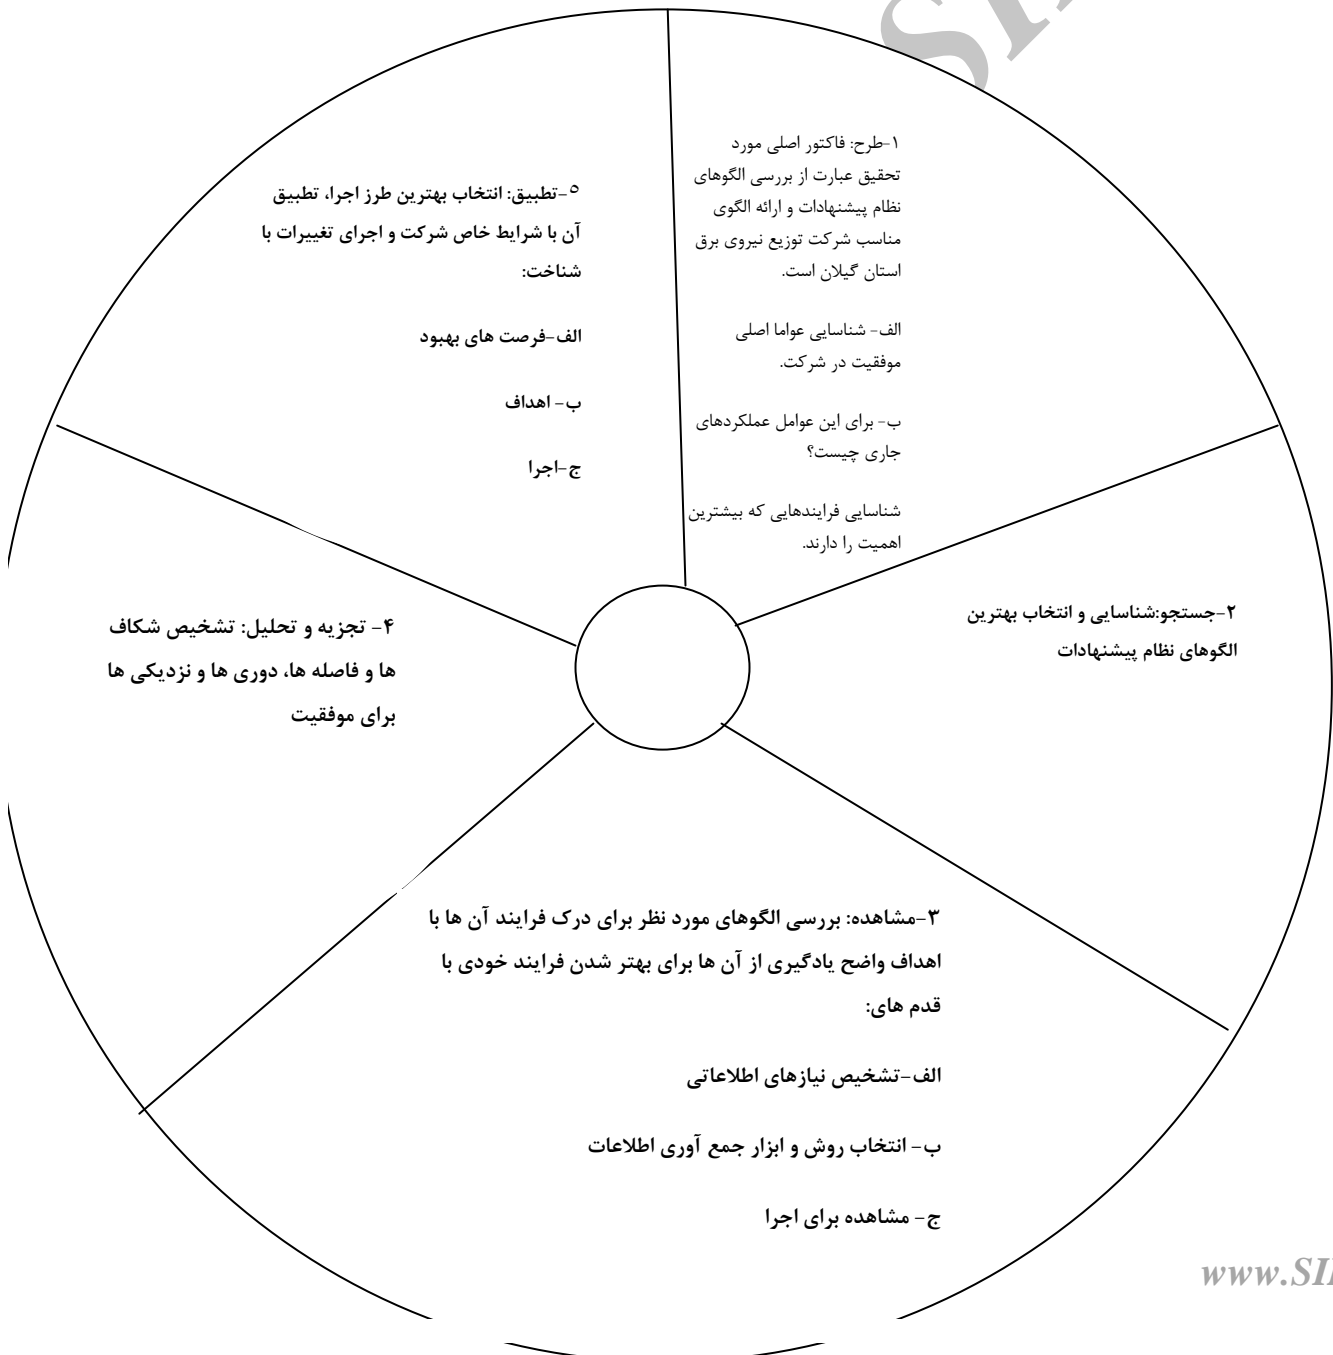 ۱-طرح: فاکتور اصلی مورد
تحقیق عبارت از بررسی الگوهای
نظام پیشنهادات و ارائه الگوی
مناسب شرکت توزیع نیروی برق
استان گیلان است.
الف- شناسایی عواما اصلی
موفقیت در شرکت.
ب- برای این عوامل عملکردهای
جاری چیست؟
شناسایی فرایندهایی که بیشترین
اهمیت را دارند.
۲-جستجو:شناسایی و انتخاب بهترین
الگوهای نظام پیشنهادات
۳-مشاهده: بررسی الگوهای مورد نظر برای درک فرایند آن ها با
اهداف واضح یادگیری از آن ها برای بهتر شدن فرایند خودی با
قدم های:
الف-تشخیص نیازهای اطلاعاتی
ب- انتخاب روش و ابزار جمع آوری اطلاعات
ج- مشاهده برای اجرا
۴- تجزیه و تحلیل: تشخیص شکاف
ها و فاصله ها، دوری ها و نزدیکی ها
برای موفقیت
۵-تطبیق: انتخاب بهترین طرز اجرا، تطبیق
آن با شرایط خاص شرکت و اجرای تغییرات با
شناخت:
الف-فرصت های بهبود
ب- اهداف
ج-اجرا